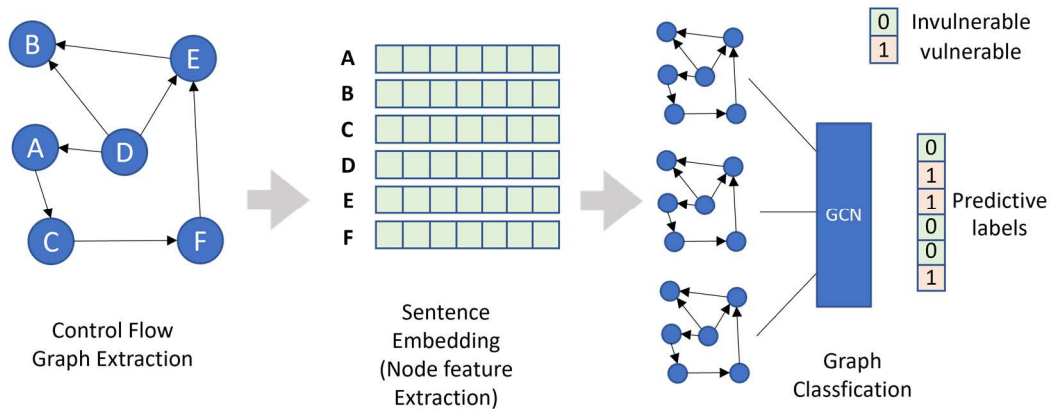 B
E
A
D
C
F
Control Flow
Graph Extraction
A
B
C
D
E
F
Sentence
Embedding
(Node feature
Extraction)
GCN
Graph
Classfication
0 Invulnerable
1 vulnerable
0
1
1
0
0
1
Predictive
labels